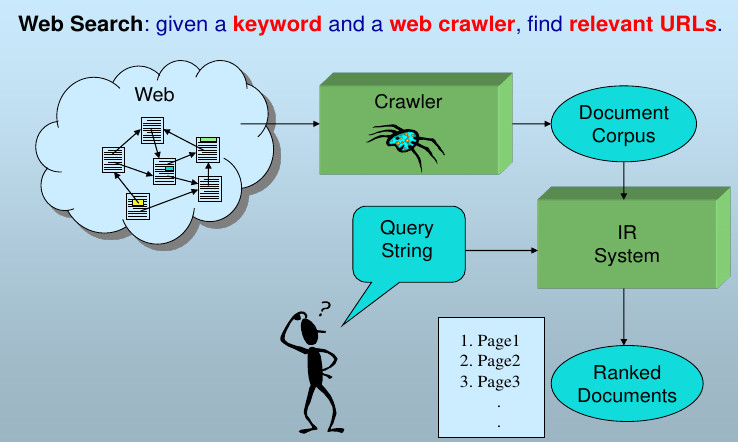 Web Search: given a keyword and a web crawler, find relevant URLs.
Web
Crawler
Document
Corpus
Query
String
IR
System
?
1. Page1
2. Page2
3. Page3
.
.
Ranked
Documents